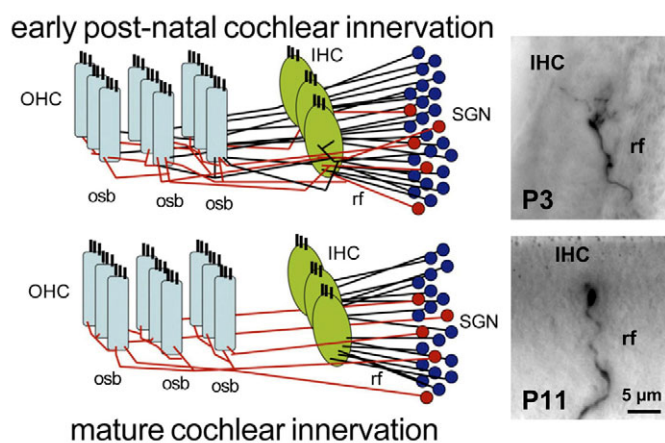 early post-natal cochlear innervation
IHC
OHC
SGN
osb
osb
osb
rf
IHC
rf
P3
IHC
OHC
SGN
osb
osb
osb
rf
mature cochlear innervation
IHC
rf
P11
5 µm